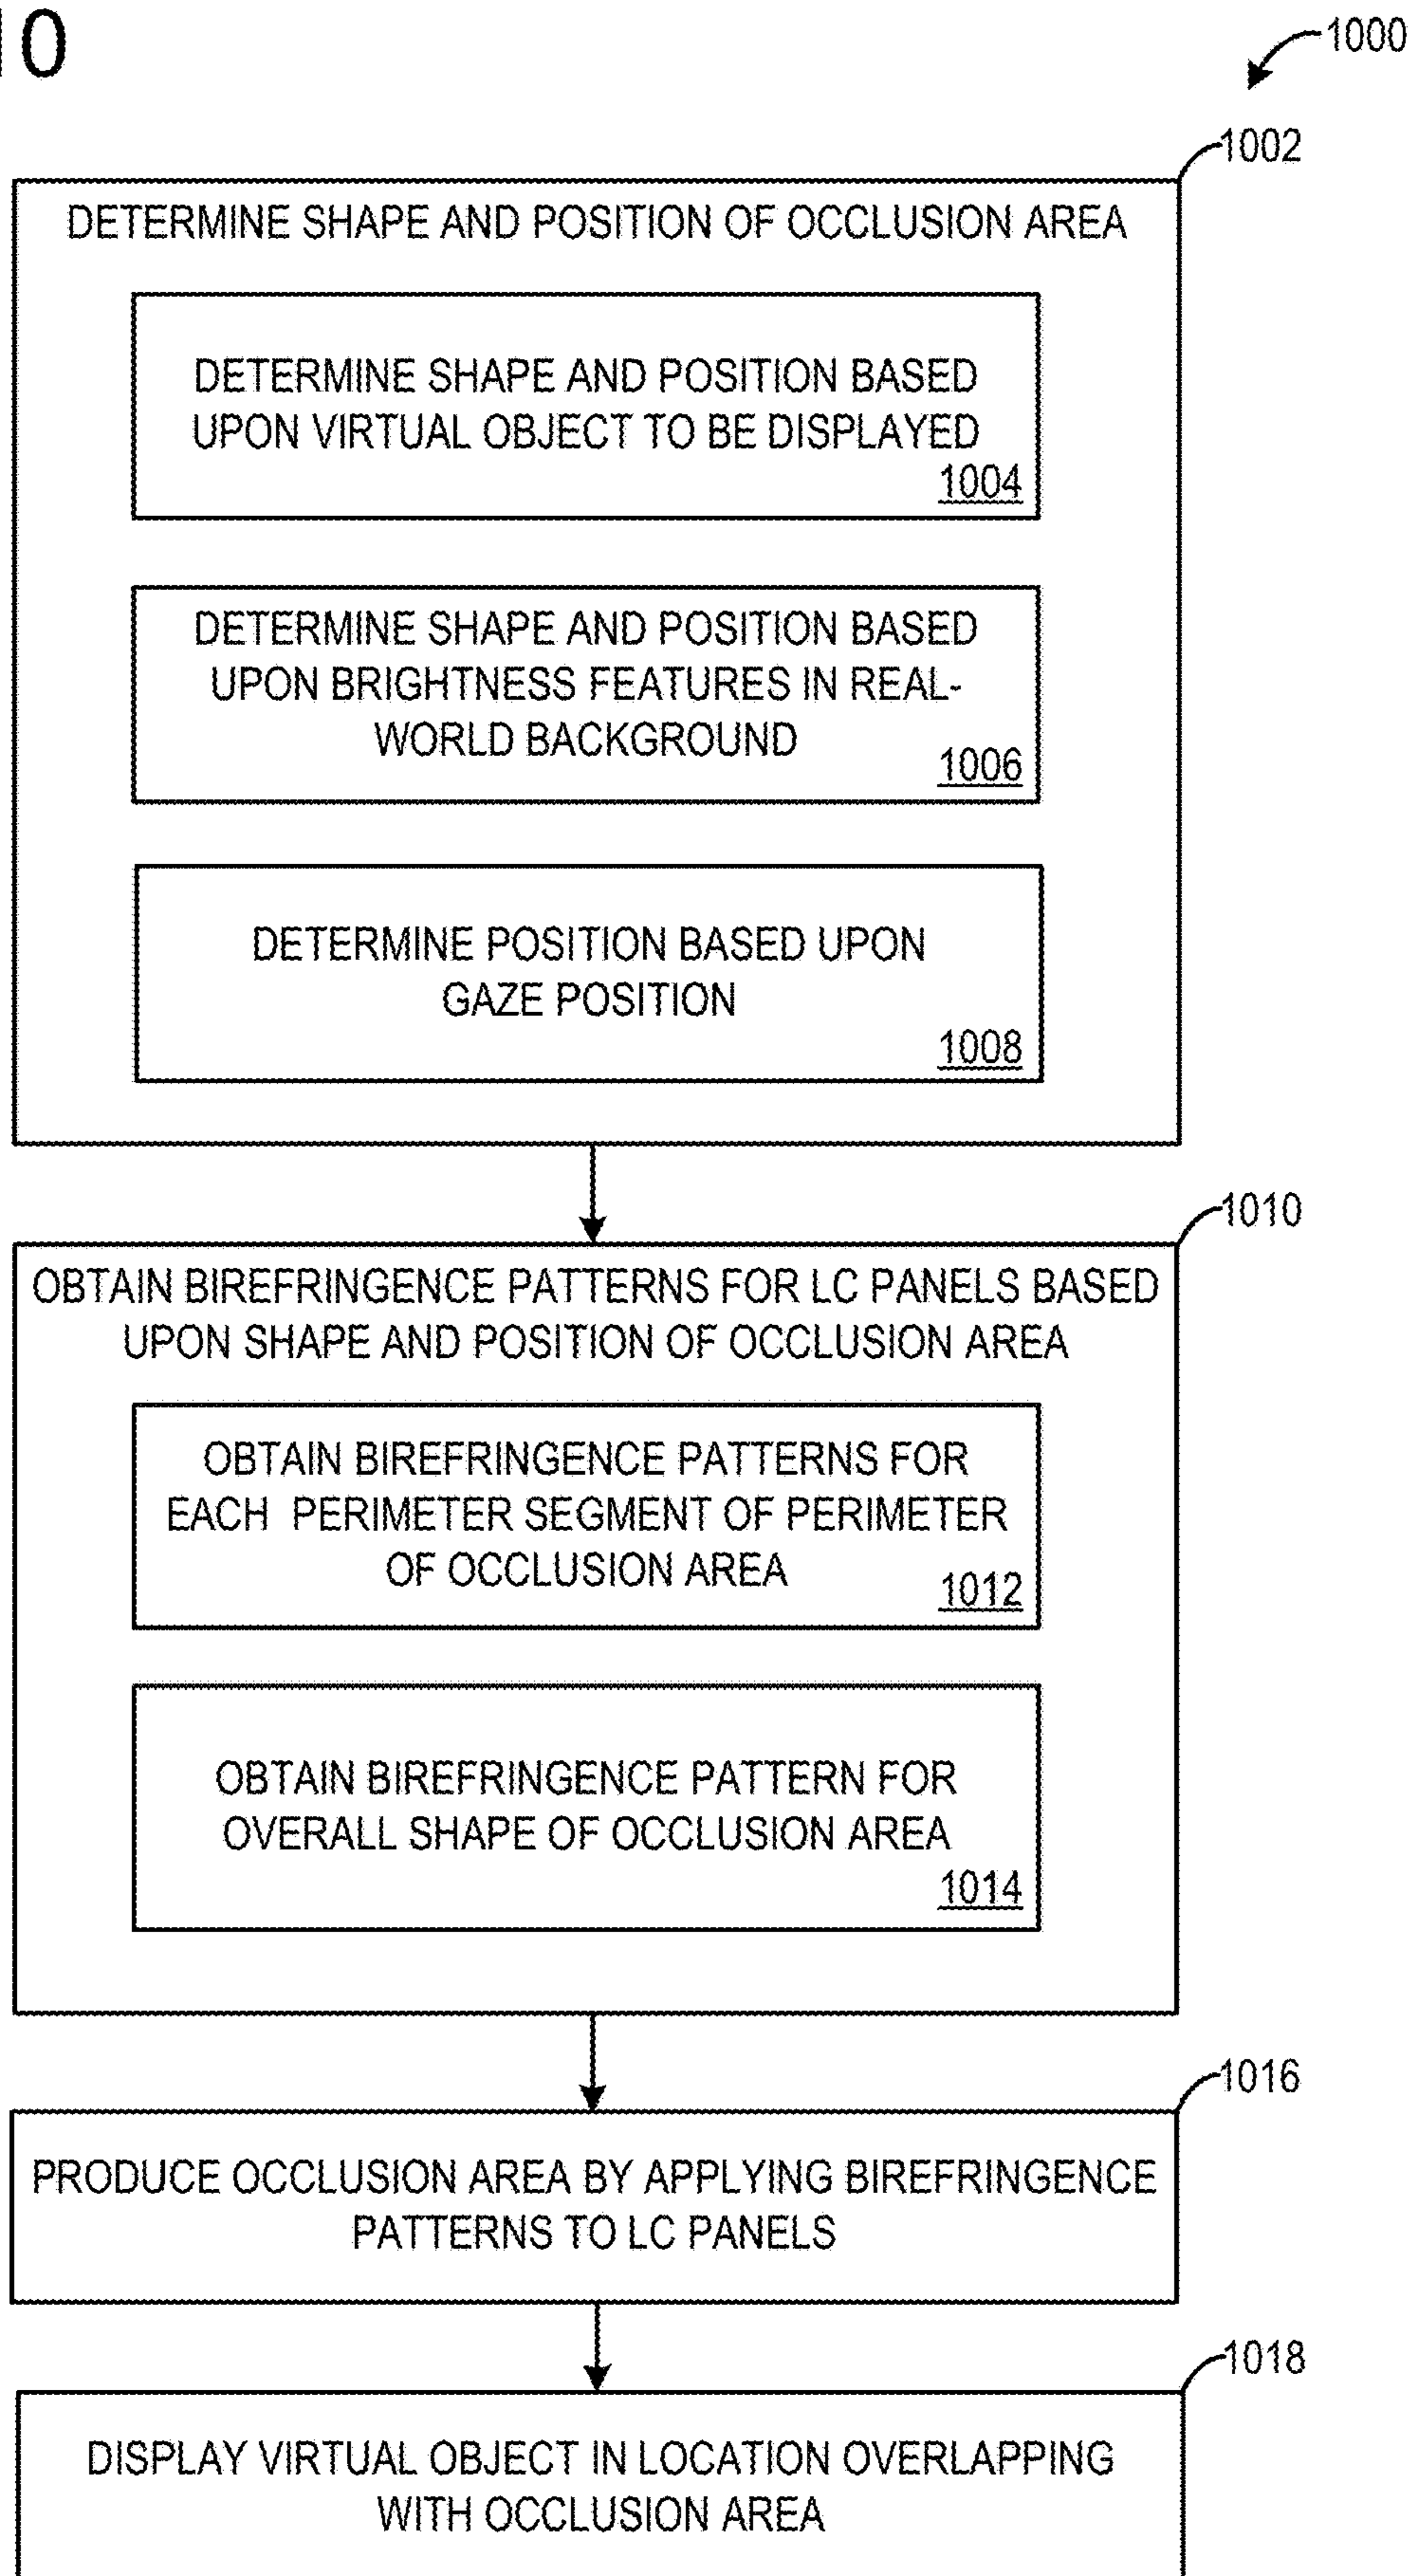 10
1000
1002
DETERMINE SHAPE AND POSITION OF OCCLUSION AREA
DETERMINE SHAPE AND POSITION BASED
UPON VIRTUAL OBJECT TO BE DISPLAYED
1004
DETERMINE SHAPE AND POSITION BASED
UPON BRIGHTNESS FEATURES IN REAL-
WORLD BACKGROUND
1006
DETERMINE POSITION BASED UPON
GAZE POSITION
1008
1010
OBTAIN BIREFRINGENCE PATTERNS FOR LC PANELS BASED
UPON SHAPE AND POSITION OF OCCLUSION AREA
OBTAIN BIREFRINGENCE PATTERNS FOR
EACH PERIMETER SEGMENT OF PERIMETER
OF OCCLUSION AREA
1012
OBTAIN BIREFRINGENCE PATTERN FOR
OVERALL SHAPE OF OCCLUSION AREA
1014
1016
PRODUCE OCCLUSION AREA BY APPLYING BIREFRINGENCE
PATTERNS TO LC PANELS
1018
DISPLAY VIRTUAL OBJECT IN LOCATION OVERLAPPING
WITH OCCLUSION AREA